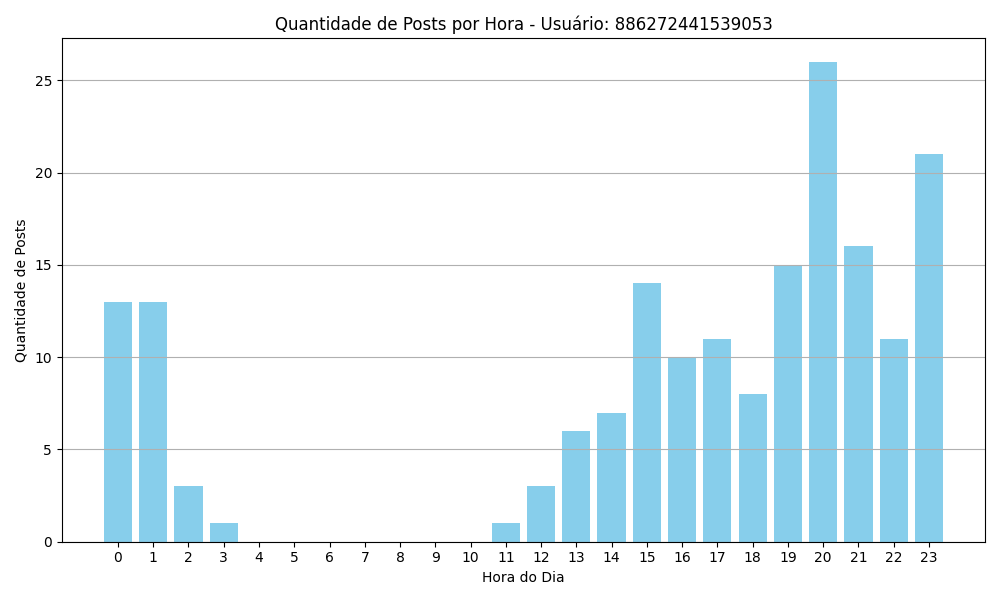 Quantidade de Posts por Hora - Usuário: 886272441539053
Quantidade de Posts
25
20
15
10
5
0
0 1 2 3 4 5 6 7 8 9 10 11 12 13 14 15 16 17 18 19 20 21 22 23
Hora do Dia